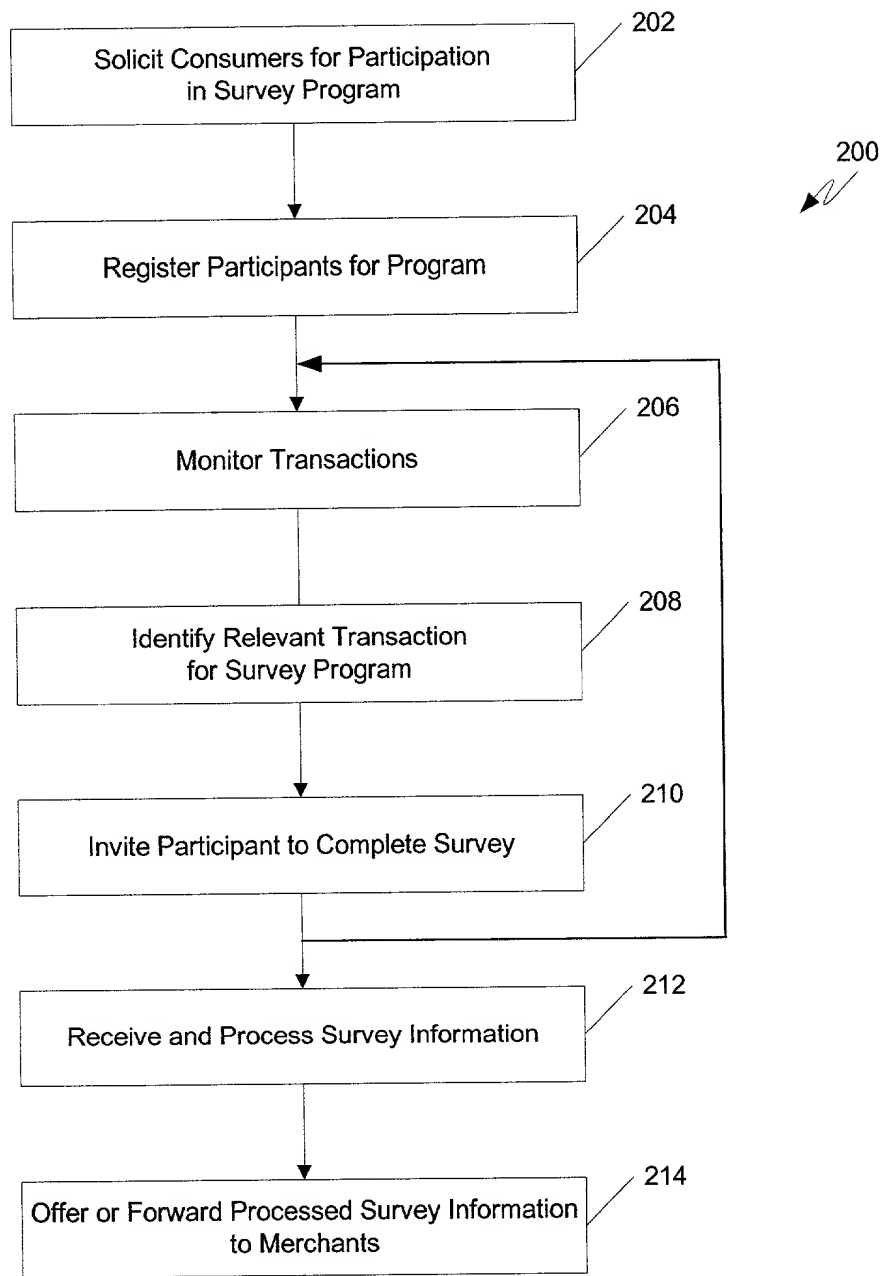 202
Solicit Consumers for Participation
in Survey Program
200
204
Register Participants for Program
206
Monitor Transactions
208
Identify Relevant Transaction
for Survey Program
210
Invite Participant to Complete Survey
212
Receive and Process Survey Information
214
Offer or Forward Processed Survey Information
to Merchants